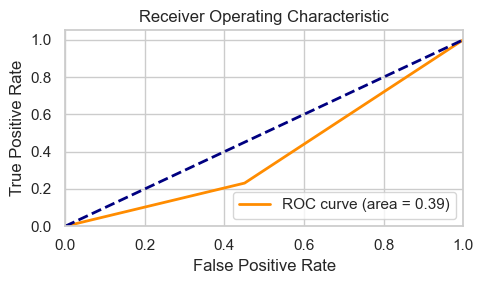 Receiver Operating Characteristic
True Positive Rate
1.0
0.8
0.6
0.4
0.2
0.0
ROC curve (area = 0.39)
0.0 0.2 0.4 0.6 0.8 1.0
False Positive Rate